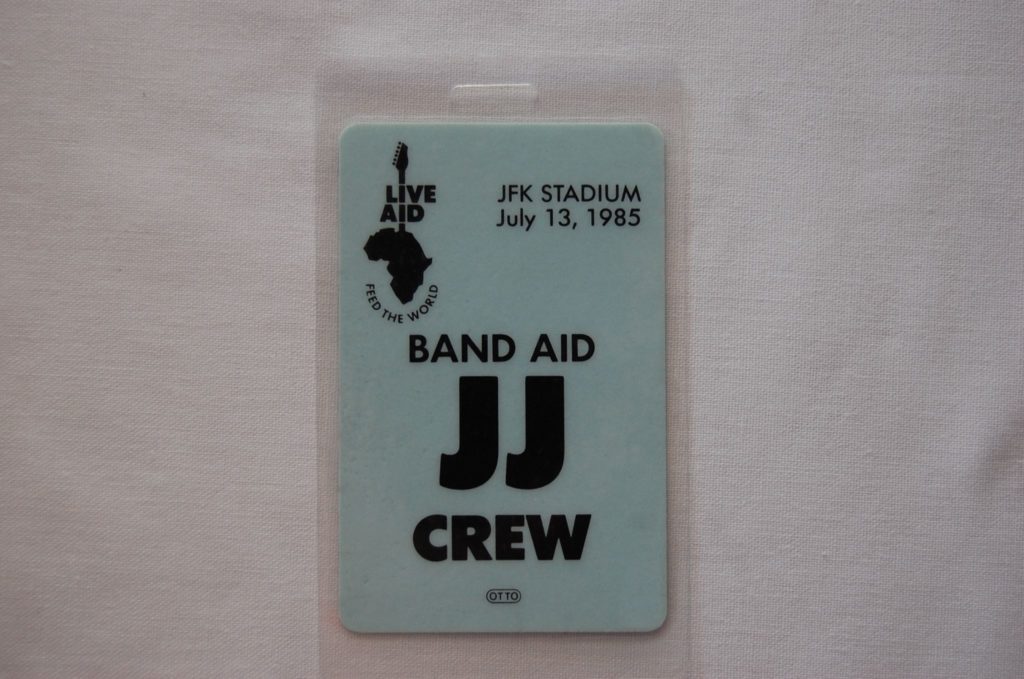 LIVE
AID
FEED THE WORLD
JFK STADIUM
July 13, 1985
BAND AID
JJ
CREW
OTTO